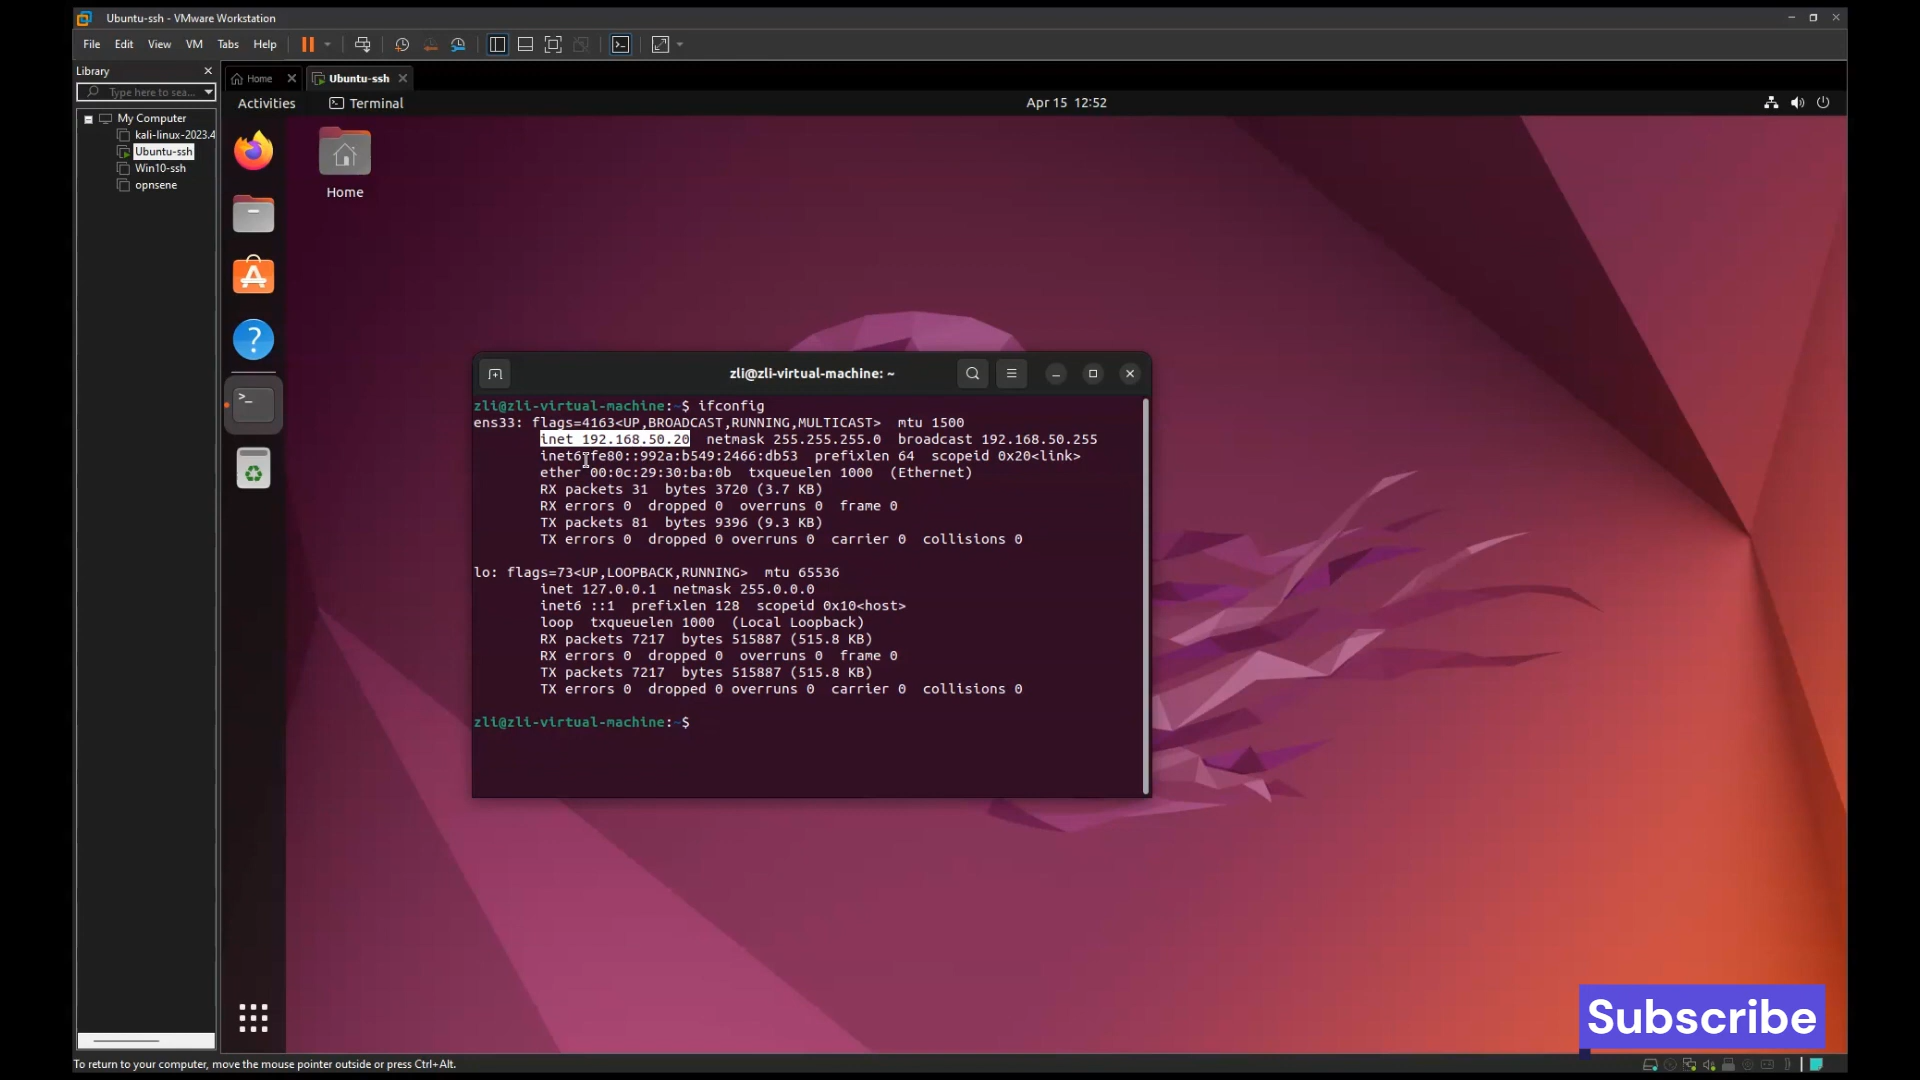 Ubuntu-ssh - VMware Workstation
File Edit View VM Tabs Help
Library
Type here to sea...
My Computer
kali-linux-2023.4
Ubuntu-ssh
Win10-ssh
opnsene
Home
Ubuntu-ssh
Activities
Terminal
Apr 15 12:52
Home
zli@zli-virtual-machine: ~
zli@zli-virtual-machine:~$ ifconfig
ens33: flags=4163<UP,BROADCAST,RUNNING,MULTICAST> mtu 1500
inet 192.168.50.20 netmask 255.255.255.0 broadcast 192.168.50.255
inet6 fe80::992a:b549:2466:db53 prefixlen 64 scopeid 0x20<link>
ether 00:0c:29:30:ba:0b txqueuelen 1000 (Ethernet)
RX packets 31 bytes 3720 (3.7 KB)
RX errors 0 dropped 0 overruns 0 frame 0
TX packets 81 bytes 9396 (9.3 KB)
TX errors 0 dropped 0 overruns 0 carrier 0 collisions 0
lo: flags=73<UP,LOOPBACK,RUNNING> mtu 65536
inet 127.0.0.1 netmask 255.0.0.0
inet6 ::1 prefixlen 128 scopeid 0x10<host>
loop txqueuelen 1000 (Local Loopback)
RX packets 7217 bytes 515887 (515.8 KB)
RX errors 0 dropped 0 overruns 0 frame 0
TX packets 7217 bytes 515887 (515.8 KB)
TX errors 0 dropped 0 overruns 0 carrier 0 collisions 0
zli@zli-virtual-machine:~$
Subscribe
To return to your computer, move the mouse pointer outside or press Ctrl+Alt.